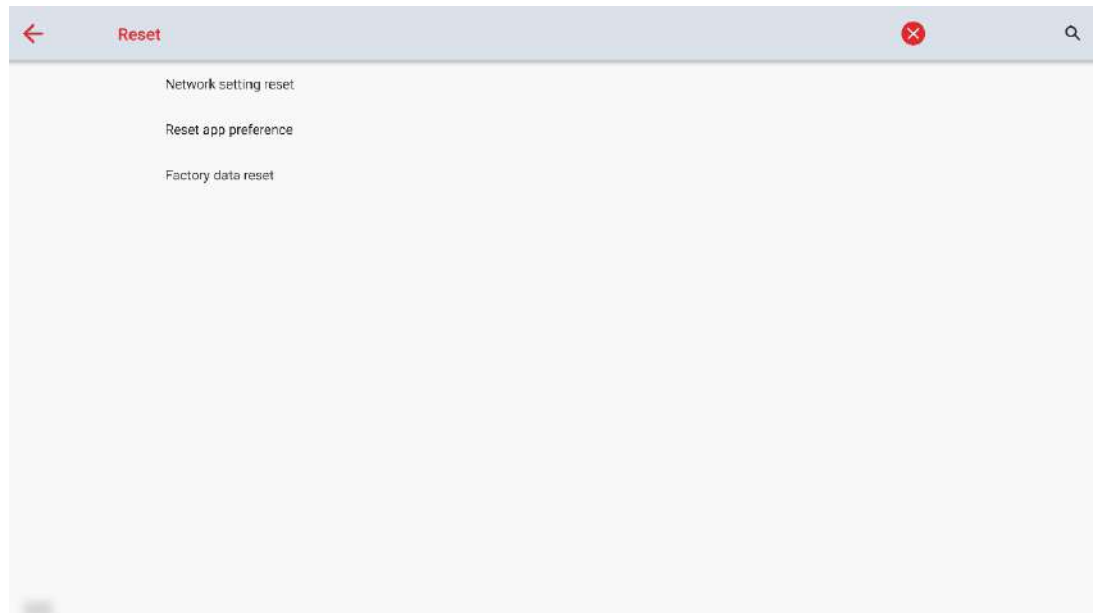 Reset
Network setting reset
Reset app preference
Factory data reset